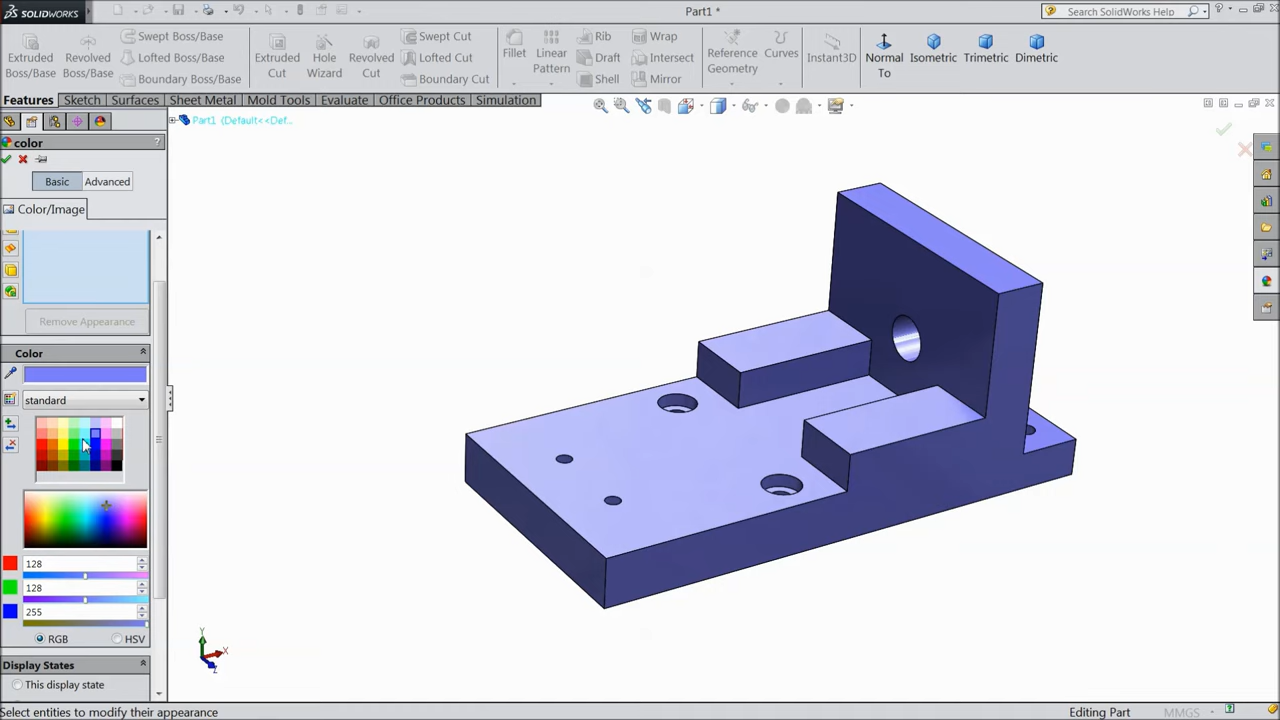 SOLIDWORKS
Part1 *
Search SolidWorks Help
Extruded Boss/Base
Revolved Boss/Base
Swept Boss/Base
Lofted Boss/Base
Boundary Boss/Base
Extruded Cut
Hole Wizard
Revolved Cut
Swept Cut
Lofted Cut
Boundary Cut
Fillet
Linear Pattern
Rib
Draft
Shell
Wrap
Intersect
Mirror
Reference Geometry
Curves
Instant3D
Normal To
Isometric
Trimetric
Dimetric
Features
Sketch
Surfaces
Sheet Metal
Mold Tools
Evaluate
Office Products
Simulation
Part1 (Default<<Def...
color
?
Basic
Advanced
Color/Image
Remove Appearance
Color
standard
128
128
255
RGB
HSV
Display States
This display state
Y
X
Z
Select entities to modify their appearance
Editing Part
MMGS